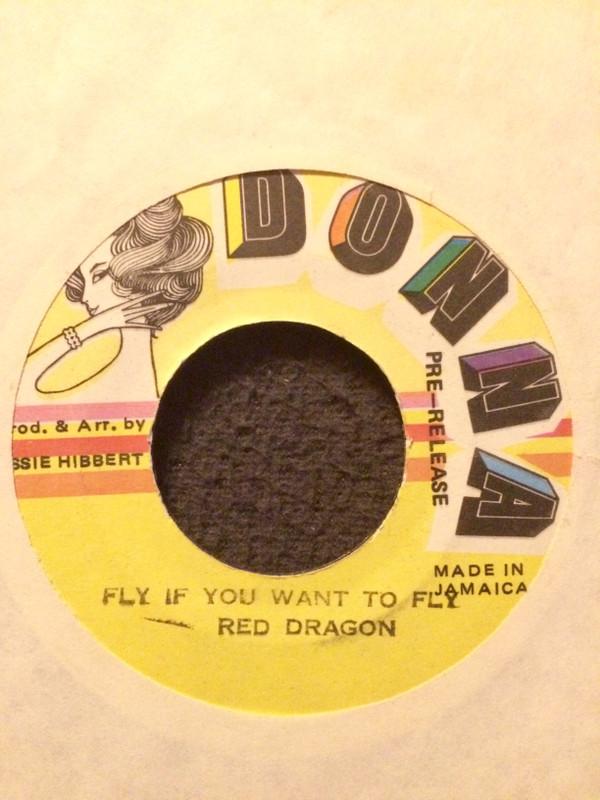 DONNA
PRE-RELEASE
rod. & Arr. by
SSIE HIBBERT
MADE IN
JAMAICA
FLY IF YOU WANT TO FLY
RED DRAGON